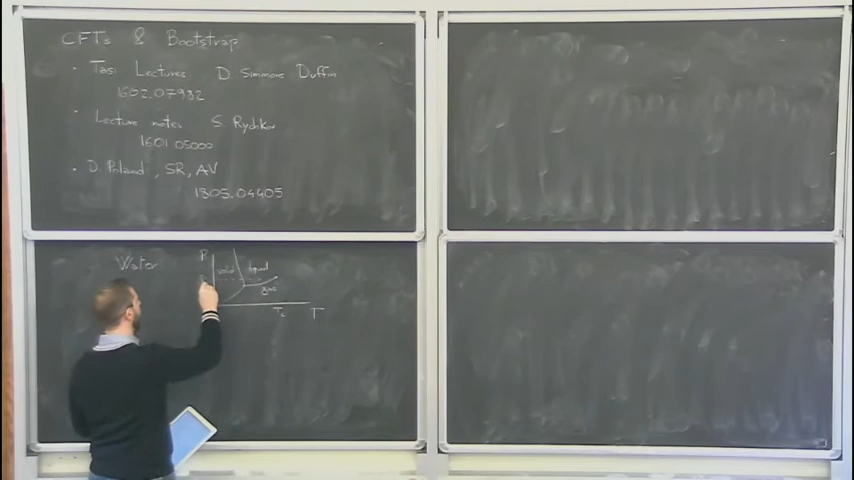 CFTs & Bootstrap
· Tasi Lectures D. Simmons Duffin
1602.07982
· Lecture notes S. Rychkov
1601.05000
· D. Poland, SR, AV
1805.04405
Water
P
solid liquid
gas
Tc T